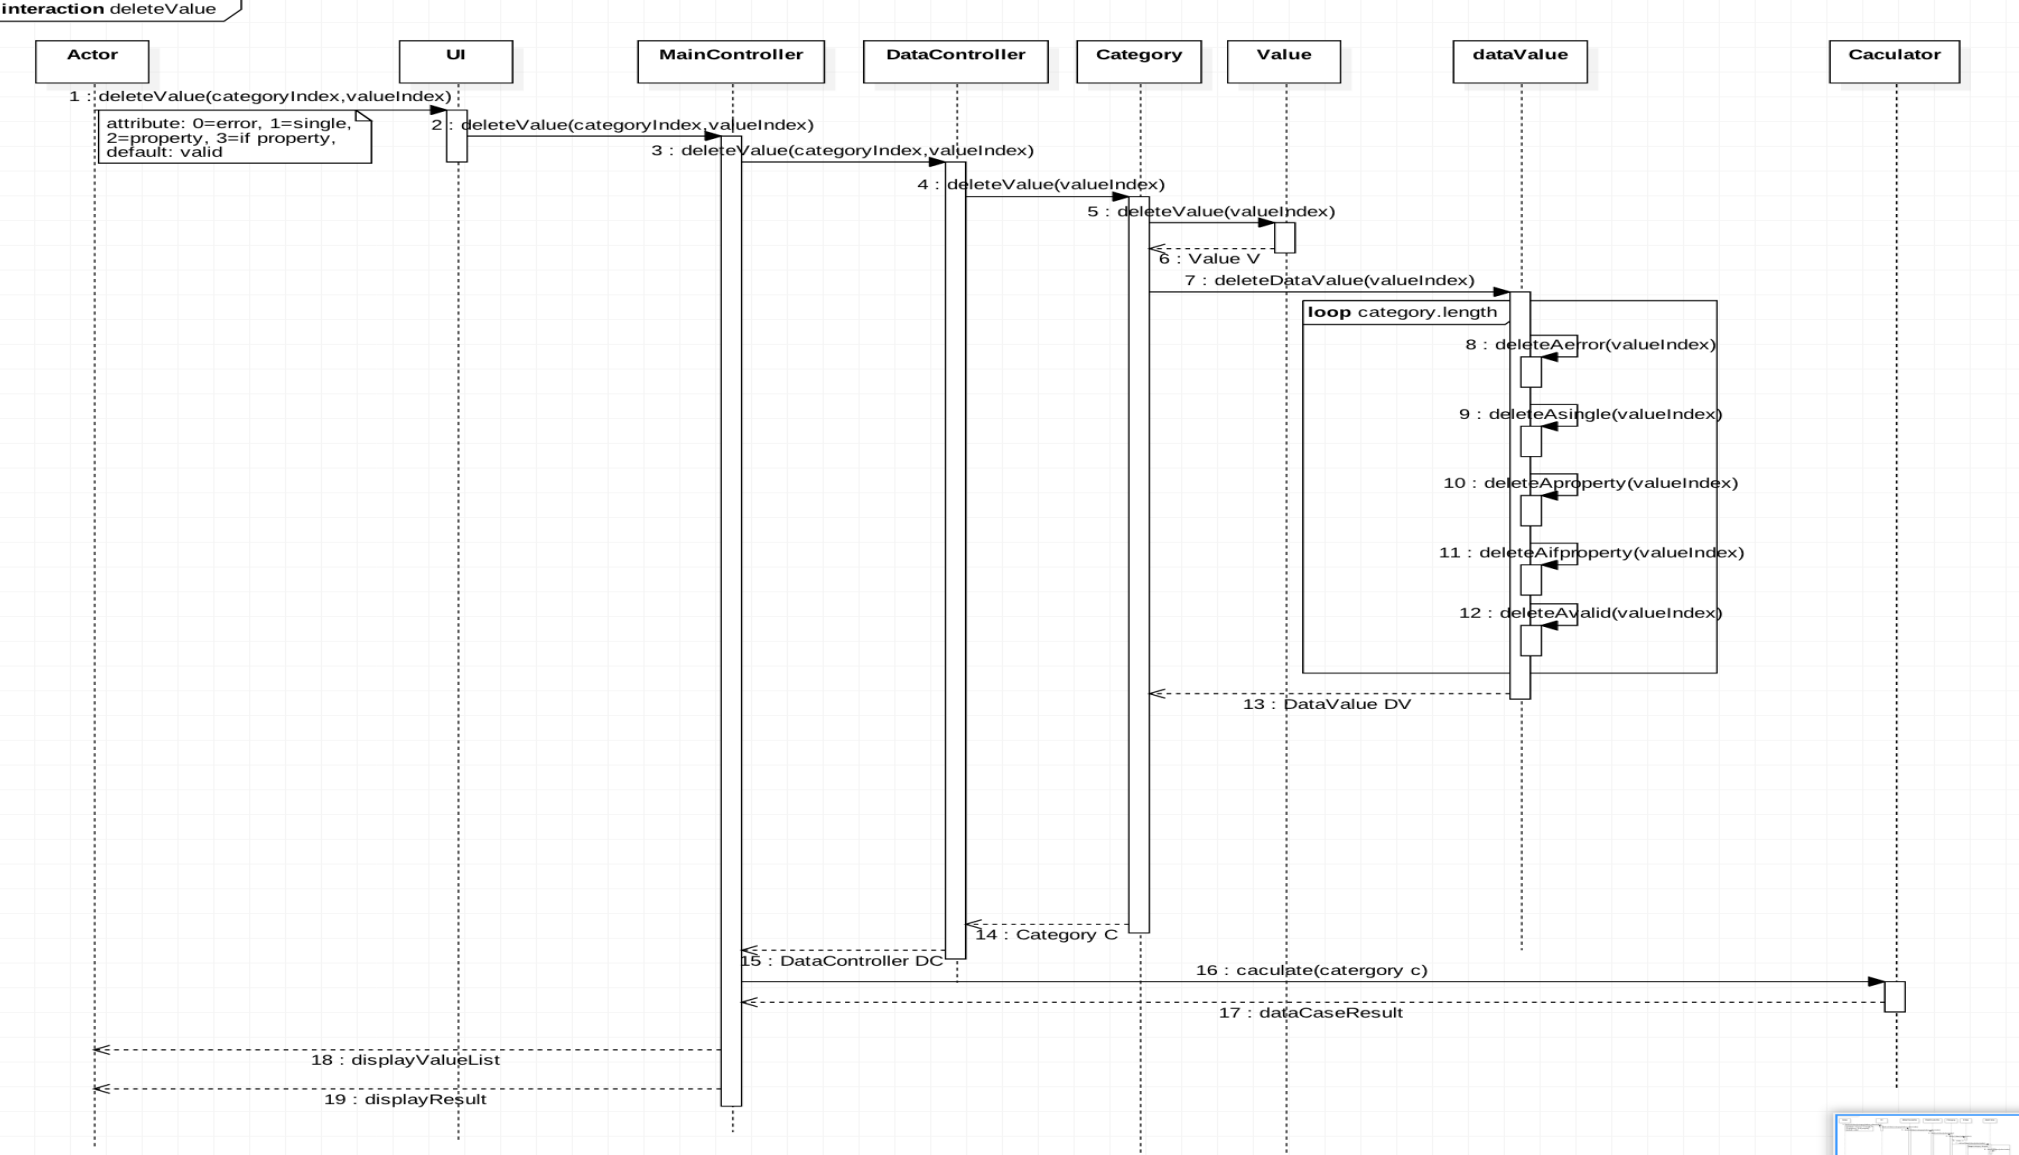 interaction deleteValue
Actor
UI
MainController
DataController
Category
Value
dataValue
Caculator
1 : deleteValue(categoryIndex,valueIndex)
attribute: 0=error, 1=single,
2=property, 3=if property,
default: valid
2 : deleteValue(categoryIndex,valueIndex)
3 : deleteValue(categoryIndex,valueIndex)
4 : deleteValue(valueIndex)
5 : deleteValue(valueIndex)
6 : Value V
7 : deleteDataValue(valueIndex)
loop category.length
8 : deleteAerror(valueIndex)
9 : deleteAsingle(valueIndex)
10 : deleteAproperty(valueIndex)
11 : deleteAifproperty(valueIndex)
12 : deleteAvalid(valueIndex)
13 : DataValue DV
14 : Category C
15 : DataController DC
16 : caculate(catergory c)
17 : dataCaseResult
18 : displayValueList
19 : displayResult